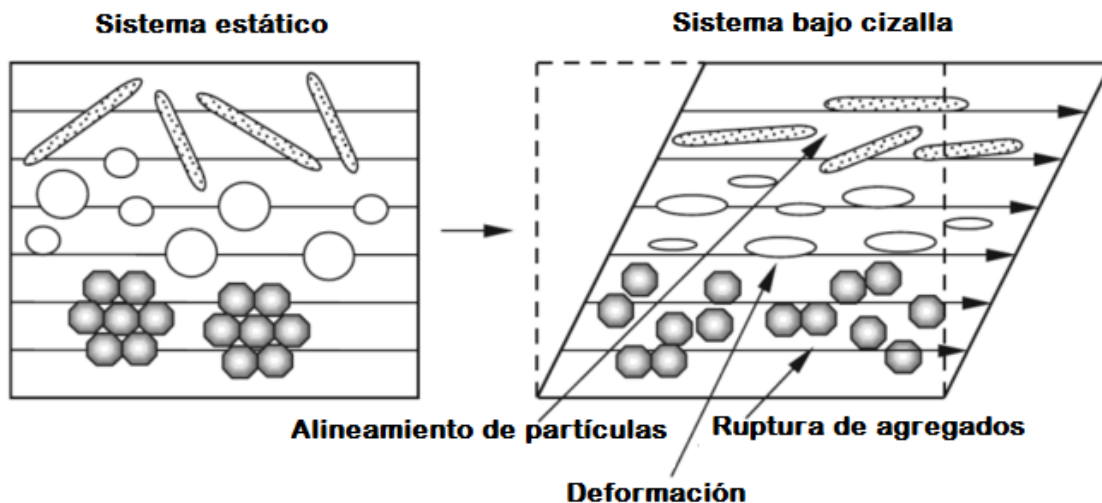 Sistema estático
Sistema bajo cizalla
Alineamiento de partículas
Ruptura de agregados
Deformación